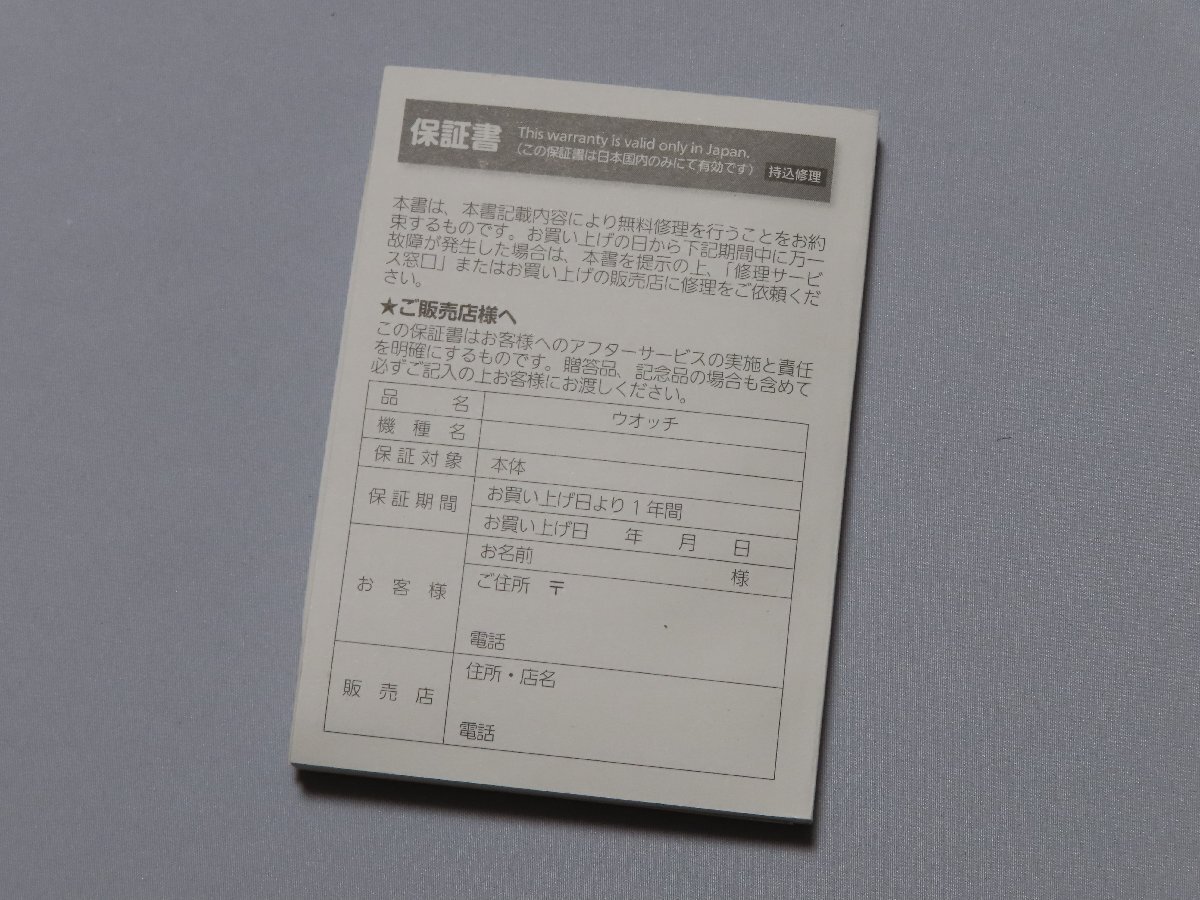 保証書
This warranty is valid only in Japan.
（この保証書は日本国内のみにて有効です）
持込修理
本書は、本書記載内容により無料修理を行うことをお約
束するものです。お買い上げの日から下記期間中に万一
故障が発生した場合は、本書を提示の上、「修理サービ
ス窓口」またはお買い上げの販売店に修理をご依頼くだ
さい。
★ご販売店様へ
この保証書はお客様へのアフターサービスの実施と責任
を明確にするものです。贈答品、記念品の場合も含めて
必ずご記入の上お客様にお渡しください。
品名 ウオッチ
機種名
保証対象 本体
保証期間 お買い上げ日より1年間
お買い上げ日 年 月 日
お客様 お名前 様
ご住所 〒
電話
販売店 住所・店名
電話